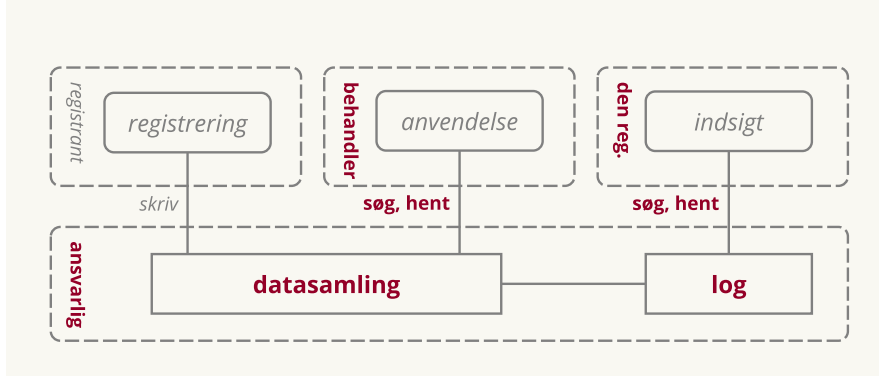 registrant
registrering
behandler
anvendelse
den reg.
indsigt
skriv
søg, hent
søg, hent
ansvarlig
datasamling
log